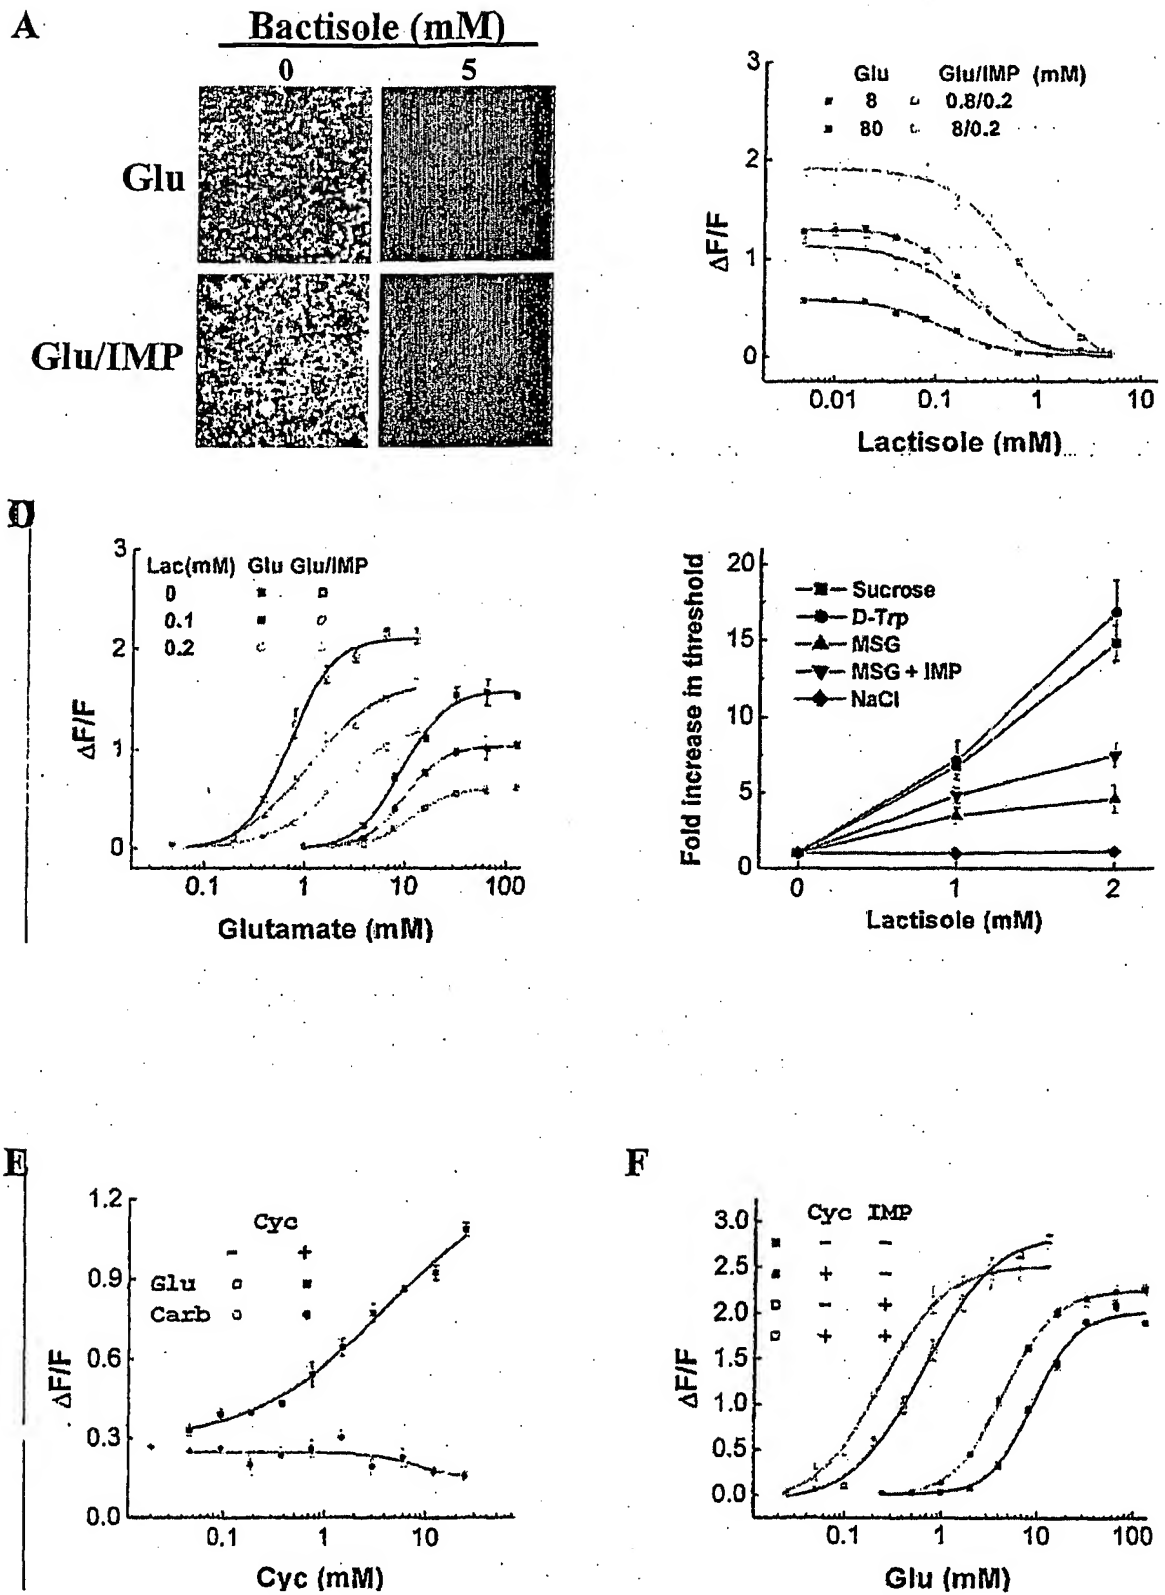 A
Bactisole (mM)
0 5
Glu
Glu/IMP
3
2
1
0
ΔF/F
Glu Glu/IMP (mM)
8 0.8/0.2
80 8/0.2
0.01 0.1 1 10
Lactisole (mM)
D
3
2
1
0
ΔF/F
Lac(mM) Glu Glu/IMP
0
0.1
0.2
0.1 1 10 100
Glutamate (mM)
20
15
10
5
0
Fold increase in threshold
Sucrose
D-Trp
MSG
MSG + IMP
NaCl
0 1 2
Lactisole (mM)
E
1.2
0.9
0.6
0.3
0.0
ΔF/F
Cyc
- +
Glu
Carb
0.1 1 10
Cyc (mM)
F
3.0
2.5
2.0
1.5
1.0
0.5
0.0
ΔF/F
Cyc IMP
- -
+ -
- +
+ +
0.1 1 10 100
Glu (mM)